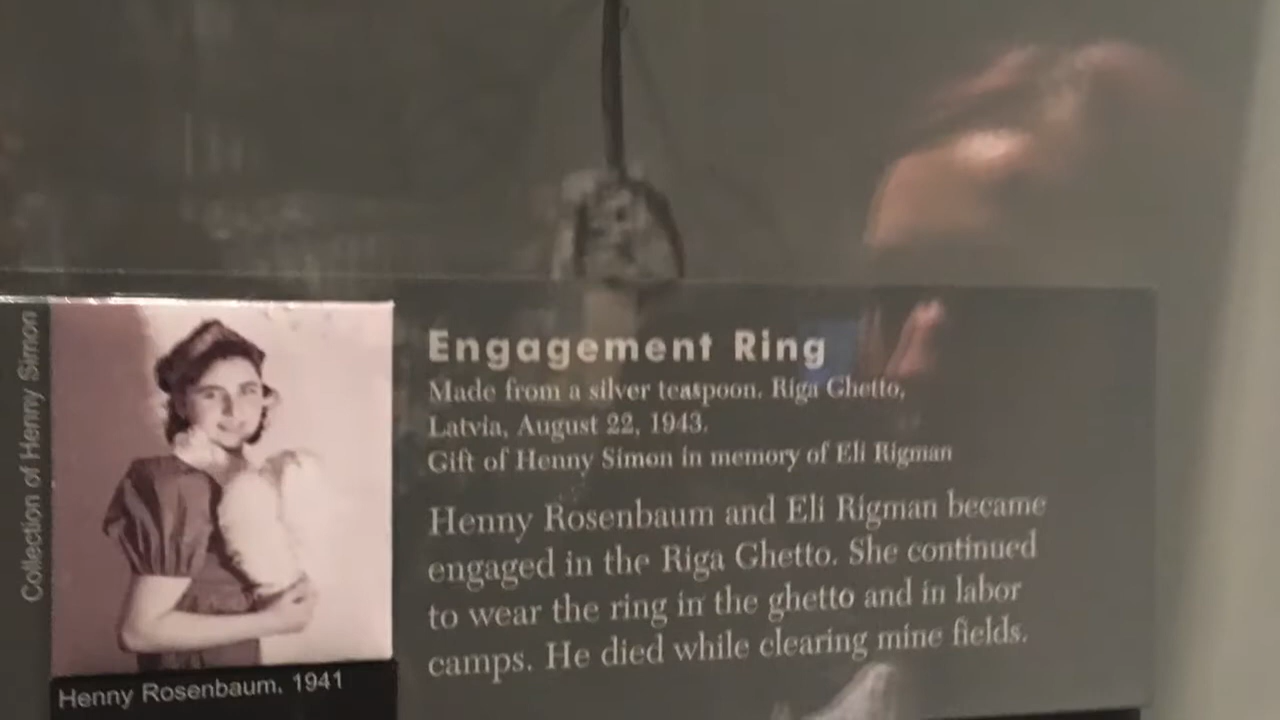 Collection of Henny Simon
Henny Rosenbaum, 1941
Engagement Ring
Made from a silver teaspoon. Riga Ghetto,
Latvia, August 22, 1943.
Gift of Henny Simon in memory of Eli Rigman
Henny Rosenbaum and Eli Rigman became
engaged in the Riga Ghetto. She continued
to wear the ring in the ghetto and in labor
camps. He died while clearing mine fields.